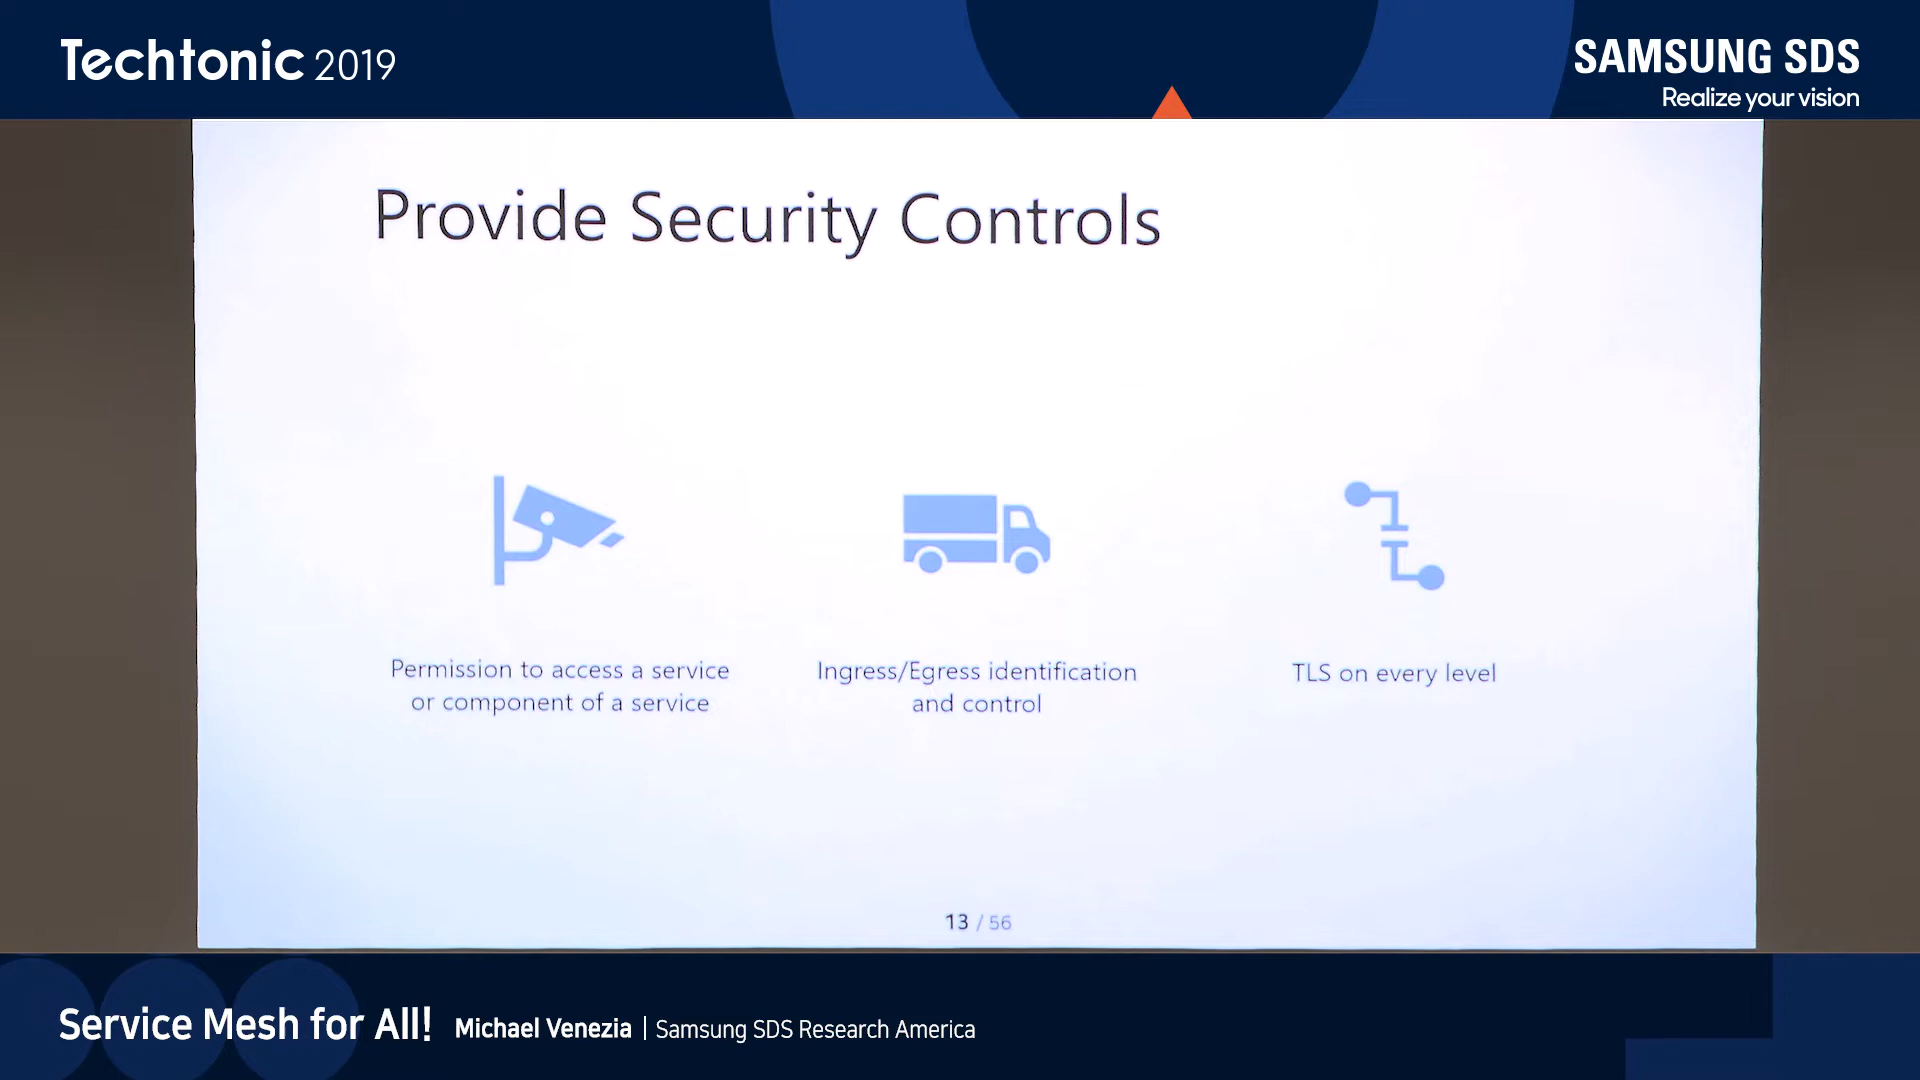 Techtonic 2019
SAMSUNG SDS
Realize your vision
Provide Security Controls
Permission to access a service
or component of a service
Ingress/Egress identification
and control
TLS on every level
13 / 56
Service Mesh for All! Michael Venezia | Samsung SDS Research America